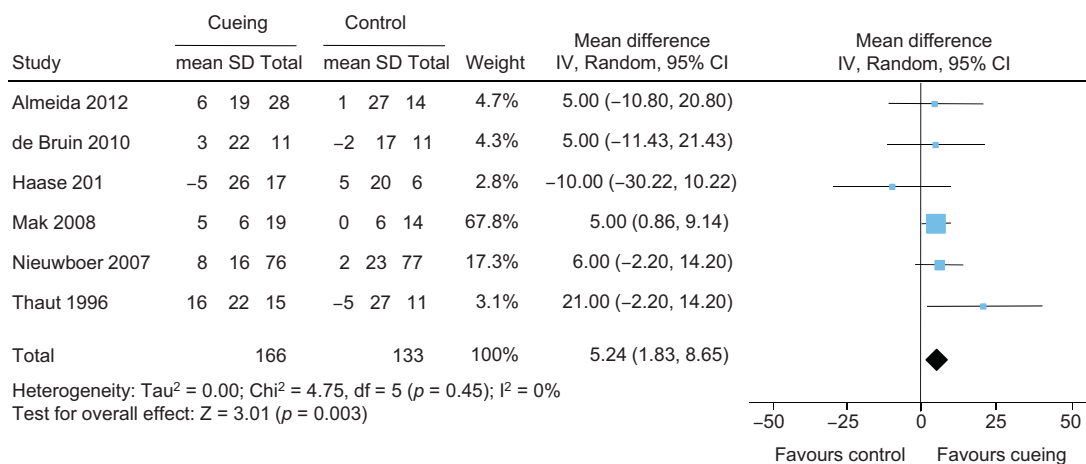 Cueing Control
Mean difference Mean difference
Study mean SD Total mean SD Total Weight IV, Random, 95% CI IV, Random, 95% CI
Almeida 2012 6 19 28 1 27 14 4.7% 5.00 (−10.80, 20.80)
de Bruin 2010 3 22 11 −2 17 11 4.3% 5.00 (−11.43, 21.43)
Haase 201 −5 26 17 5 20 6 2.8% −10.00 (−30.22, 10.22)
Mak 2008 5 6 19 0 6 14 67.8% 5.00 (0.86, 9.14)
Nieuwboer 2007 8 16 76 2 23 77 17.3% 6.00 (−2.20, 14.20)
Thaut 1996 16 22 15 −5 27 11 3.1% 21.00 (−2.20, 14.20)
Total 166 133 100% 5.24 (1.83, 8.65)
Heterogeneity: Tau² = 0.00; Chi² = 4.75, df = 5 (p = 0.45); I² = 0%
Test for overall effect: Z = 3.01 (p = 0.003)
−50 −25 0 25 50
Favours control Favours cueing